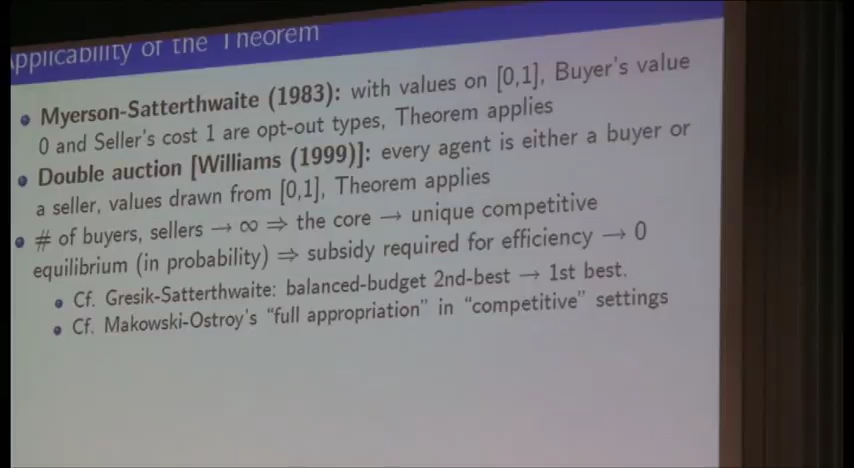 Applicability of the Theorem
• Myerson-Satterthwaite (1983): with values on [0,1], Buyer's value
0 and Seller's cost 1 are opt-out types, Theorem applies
• Double auction [Williams (1999)]: every agent is either a buyer or
a seller, values drawn from [0,1], Theorem applies
• # of buyers, sellers → ∞ ⇒ the core → unique competitive
equilibrium (in probability) ⇒ subsidy required for efficiency → 0
• Cf. Gresik-Satterthwaite: balanced-budget 2nd-best → 1st best.
• Cf. Makowski-Ostroy's "full appropriation" in "competitive" settings